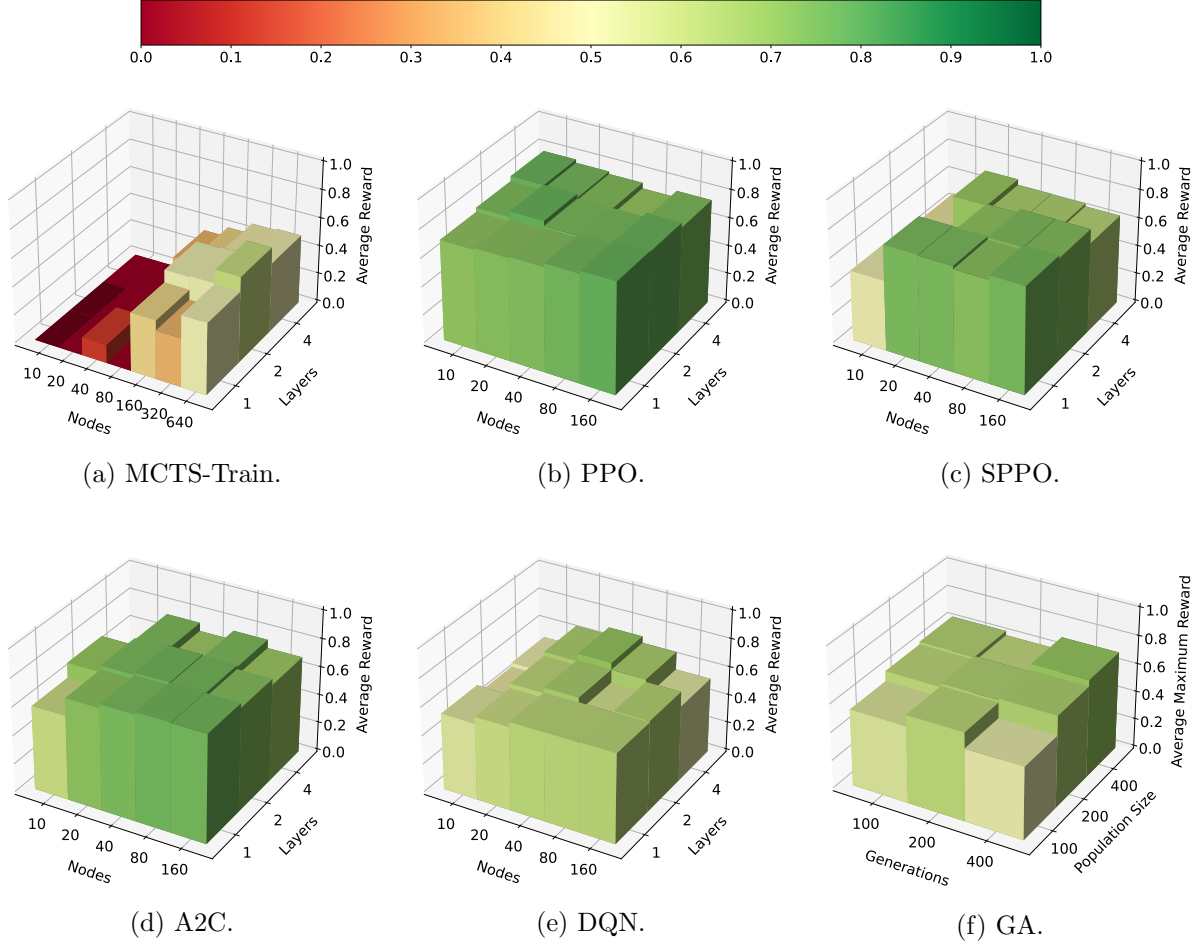 0.0 0.1 0.2 0.3 0.4 0.5 0.6 0.7 0.8 0.9 1.0
1.0
0.8
0.6
0.4
0.2
0.0
Average Reward
10 20 40 80 160 320 640
Nodes
1 2 4
Layers
(a) MCTS-Train.
1.0
0.8
0.6
0.4
0.2
0.0
Average Reward
10 20 40 80 160
Nodes
1 2 4
Layers
(b) PPO.
1.0
0.8
0.6
0.4
0.2
0.0
Average Reward
10 20 40 80 160
Nodes
1 2 4
Layers
(c) SPPO.
1.0
0.8
0.6
0.4
0.2
0.0
Average Reward
10 20 40 80 160
Nodes
1 2 4
Layers
(d) A2C.
1.0
0.8
0.6
0.4
0.2
0.0
Average Reward
10 20 40 80 160
Nodes
1 2 4
Layers
(e) DQN.
1.0
0.8
0.6
0.4
0.2
0.0
Average Maximum Reward
100 200 400
Generations
100 200 400
Population Size
(f) GA.